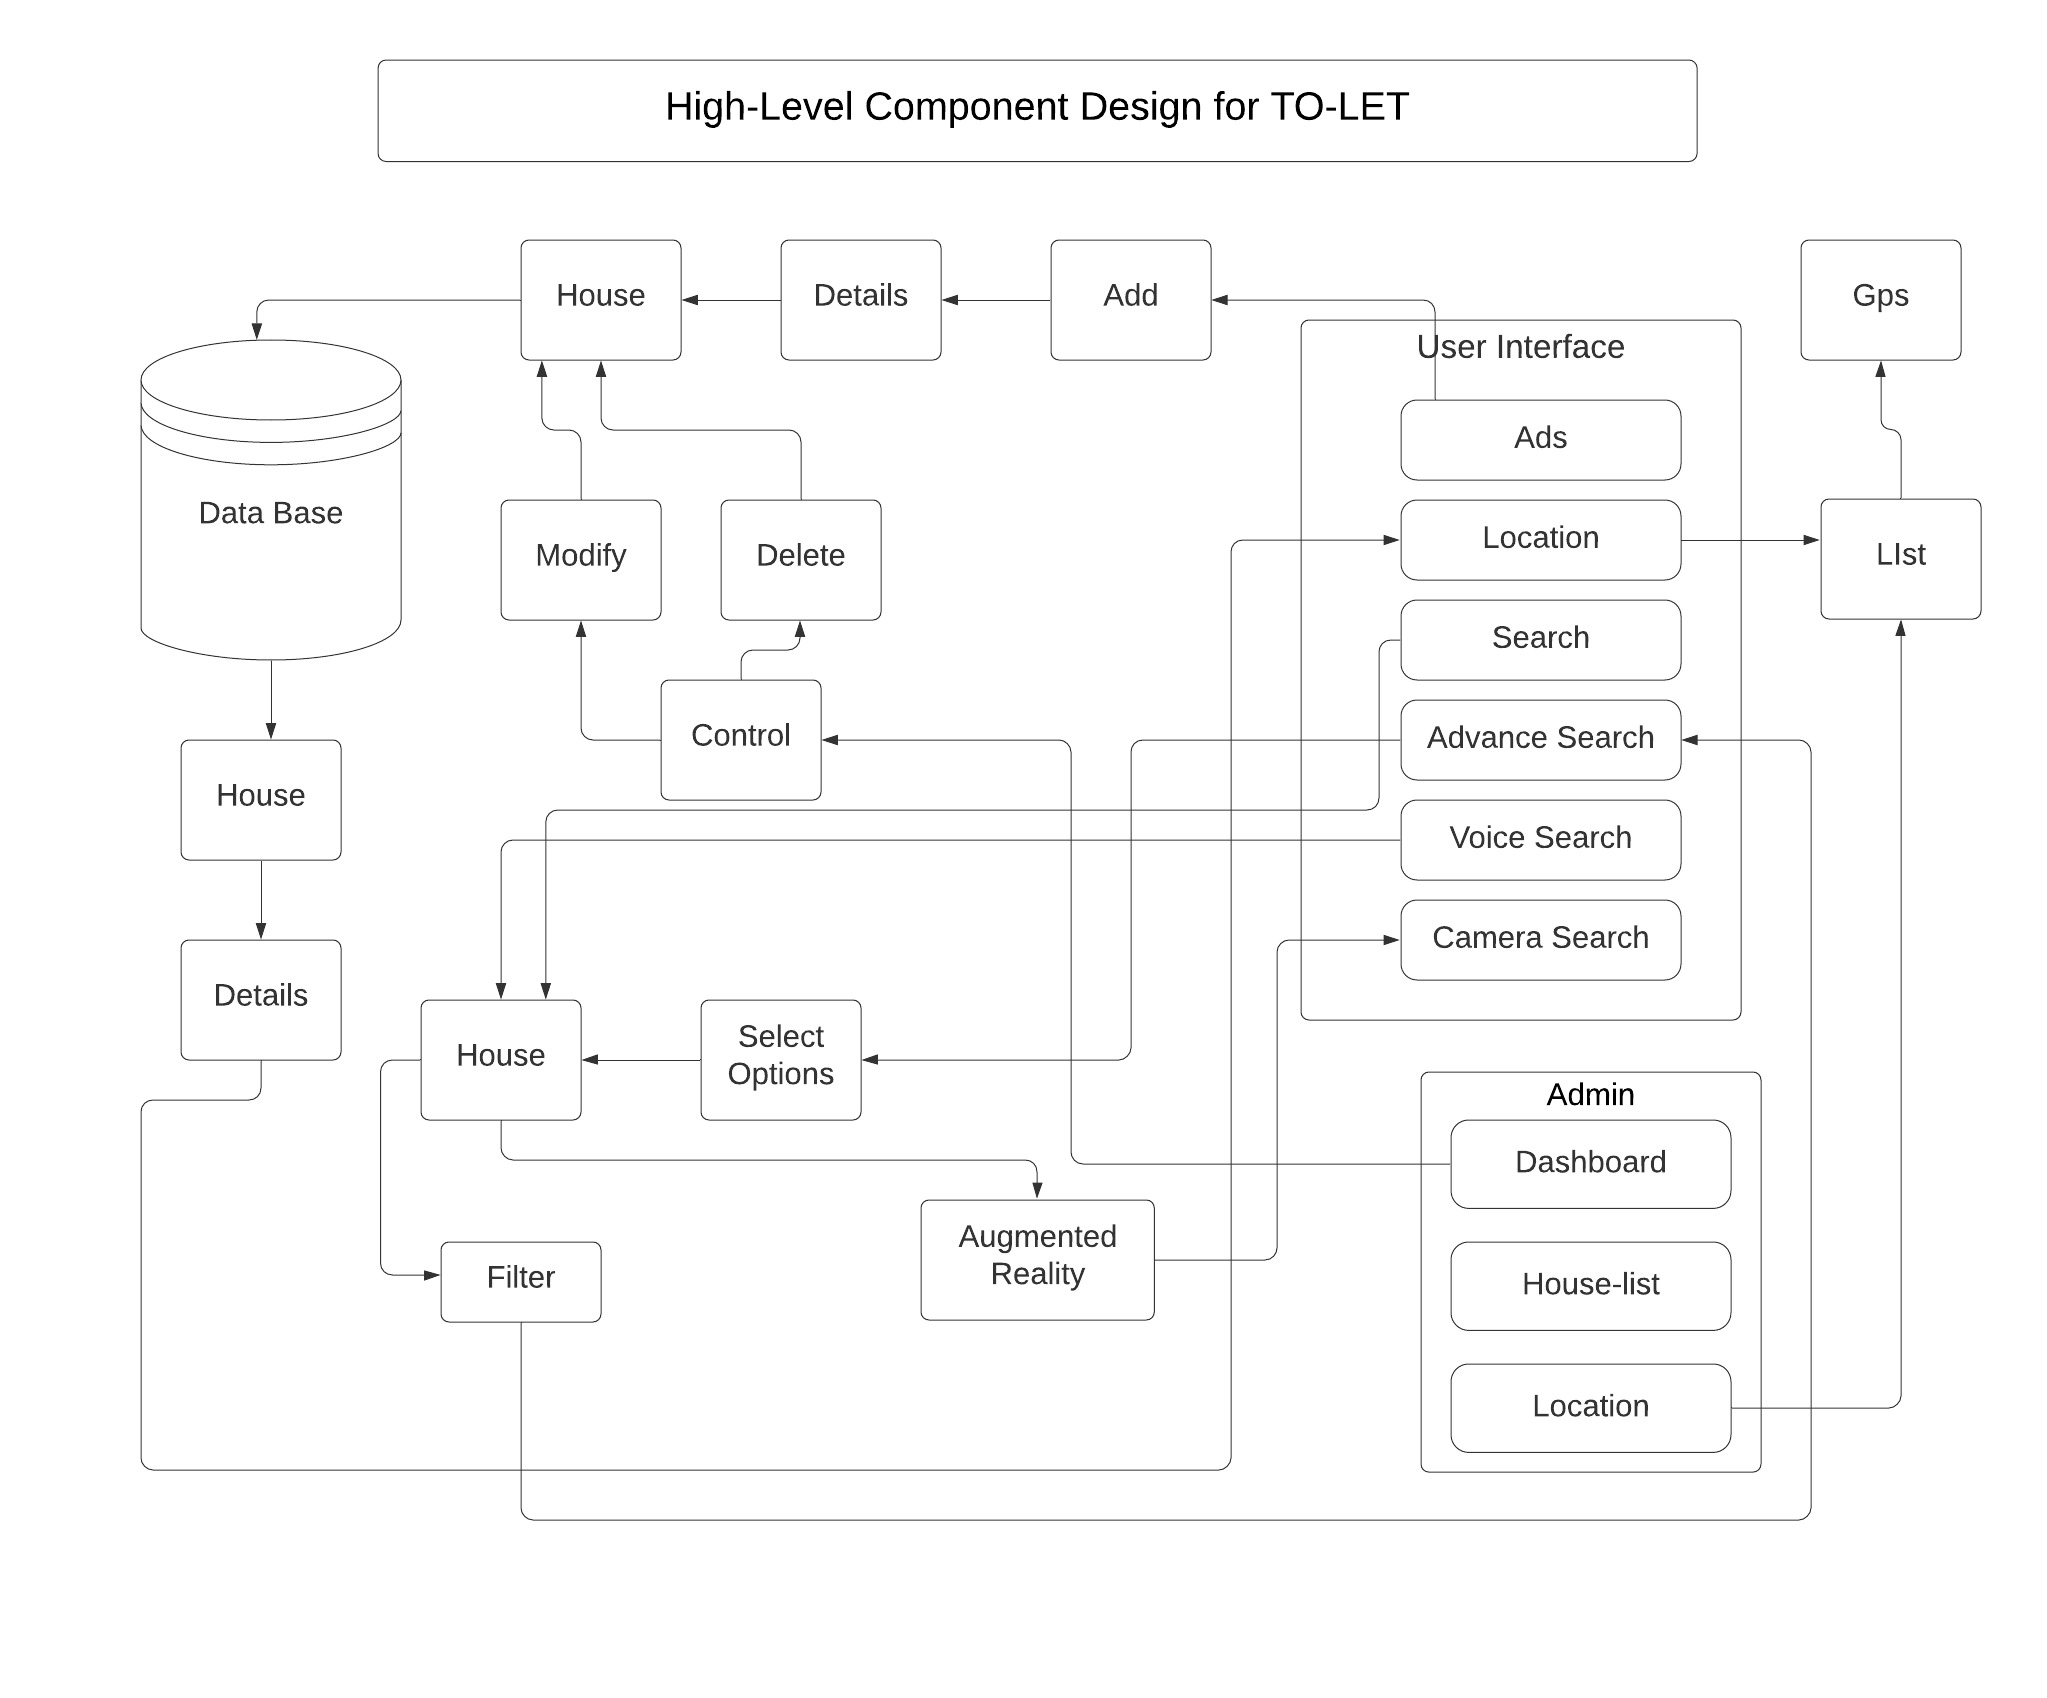 High-Level Component Design for TO-LET
House
Details
Add
Gps
User Interface
Ads
Location
Search
Advance Search
Voice Search
Camera Search
LIst
Data Base
Modify
Delete
Control
House
Details
House
Select
Options
Augmented
Reality
Filter
Admin
Dashboard
House-list
Location